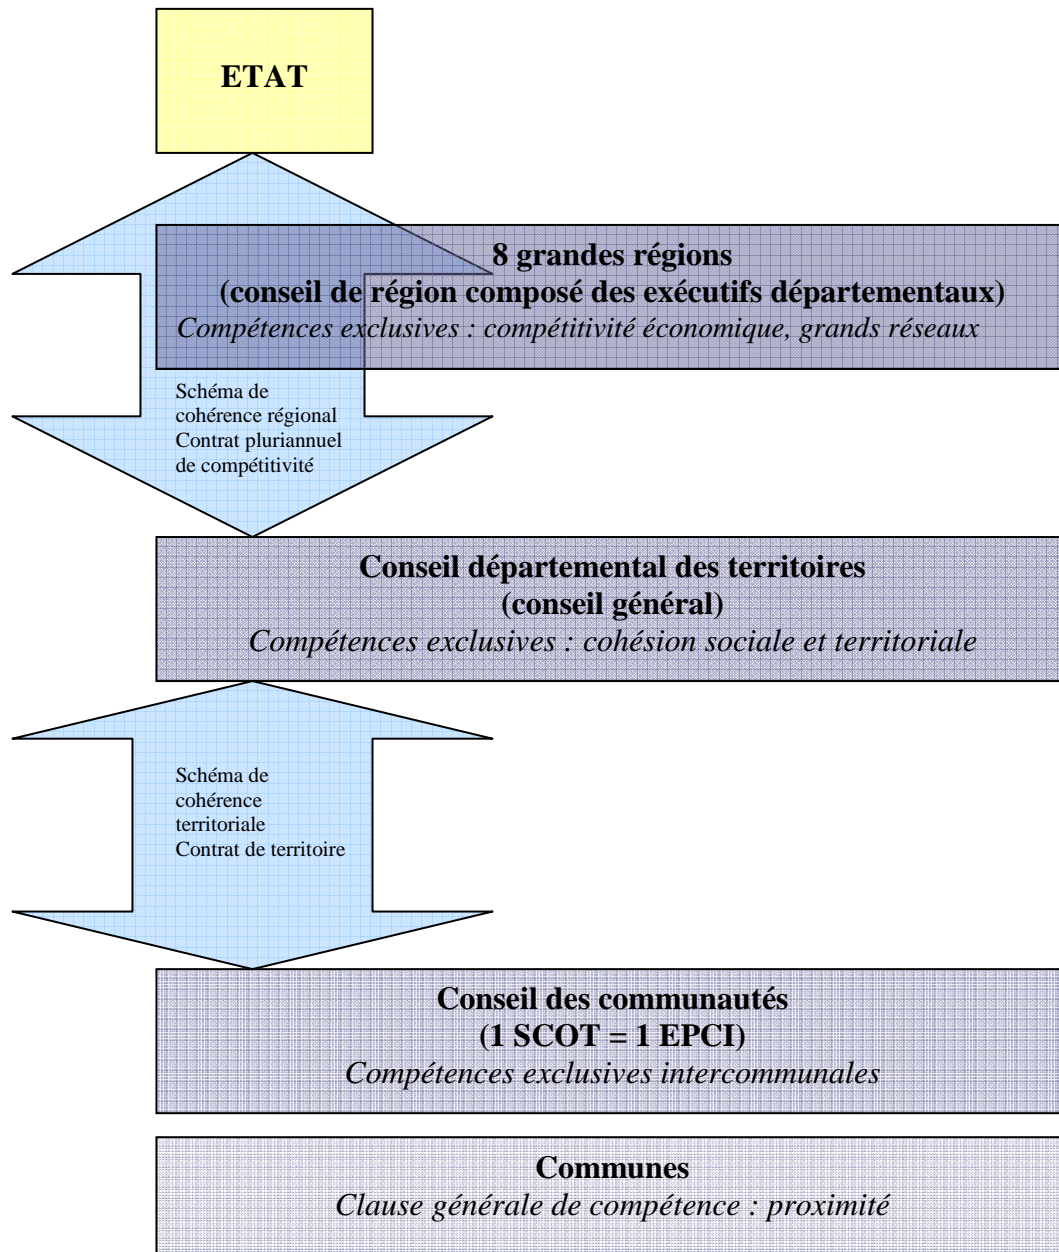 ETAT
8 grandes régions
(conseil de région composé des exécutifs départementaux)
Compétences exclusives : compétitivité économique, grands réseaux
Schéma de
cohérence régional
Contrat pluriannuel
de compétitivité
Conseil départemental des territoires
(conseil général)
Compétences exclusives : cohésion sociale et territoriale
Schéma de
cohérence
territoriale
Contrat de territoire
Conseil des communautés
(1 SCOT = 1 EPCI)
Compétences exclusives intercommunales
Communes
Clause générale de compétence : proximité